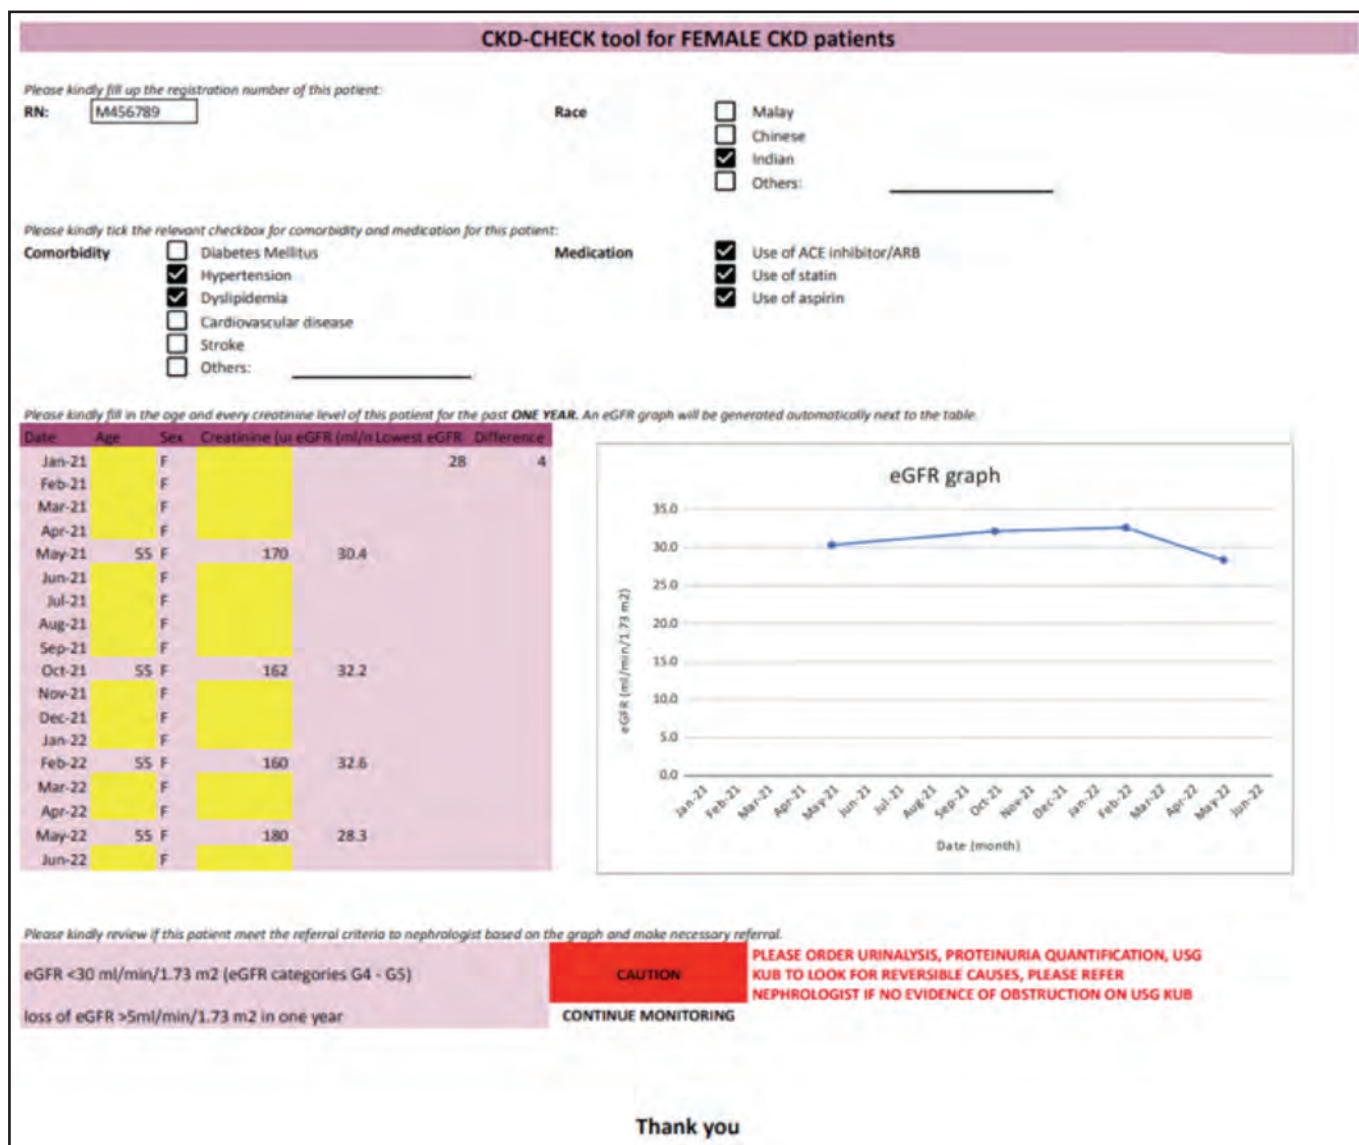 CKD-CHECK tool for FEMALE CKD patients
Please kindly fill up the registration number of this patient:
RN: M456789
Race
Malay
Chinese
Indian
Others:
Please kindly tick the relevant checkbox for comorbidity and medication for this patient:
Comorbidity
Diabetes Mellitus
Hypertension
Dyslipidemia
Cardiovascular disease
Stroke
Others:
Medication
Use of ACE inhibitor/ARB
Use of statin
Use of aspirin
Please kindly fill in the age and every creatinine level of this patient for the past ONE YEAR. An eGFR graph will be generated automatically next to the table.
Date Age Sex Creatinine (u eGFR (ml/n Lowest eGFR Difference
Jan-21 F 28 4
Feb-21 F
Mar-21 F
Apr-21 F
May-21 55 F 170 30.4
Jun-21 F
Jul-21 F
Aug-21 F
Sep-21 F
Oct-21 55 F 162 32.2
Nov-21 F
Dec-21 F
Jan-22 F
Feb-22 55 F 160 32.6
Mar-22 F
Apr-22 F
May-22 55 F 180 28.3
Jun-22 F
eGFR graph
eGFR (ml/min/1.73 m2)
35.0
30.0
25.0
20.0
15.0
10.0
5.0
0.0
Jan-21 Feb-21 Mar-21 Apr-21 May-21 Jun-21 Jul-21 Aug-21 Sep-21 Oct-21 Nov-21 Dec-21 Jan-22 Feb-22 Mar-22 Apr-22 May-22 Jun-22
Date (month)
Please kindly review if this patient meet the referral criteria to nephrologist based on the graph and make necessary referral.
eGFR <30 ml/min/1.73 m2 (eGFR categories G4 - G5)
CAUTION
PLEASE ORDER URINALYSIS, PROTEINURIA QUANTIFICATION, USG
KUB TO LOOK FOR REVERSIBLE CAUSES, PLEASE REFER
NEPHROLOGIST IF NO EVIDENCE OF OBSTRUCTION ON USG KUB
loss of eGFR >5ml/min/1.73 m2 in one year
CONTINUE MONITORING
Thank you